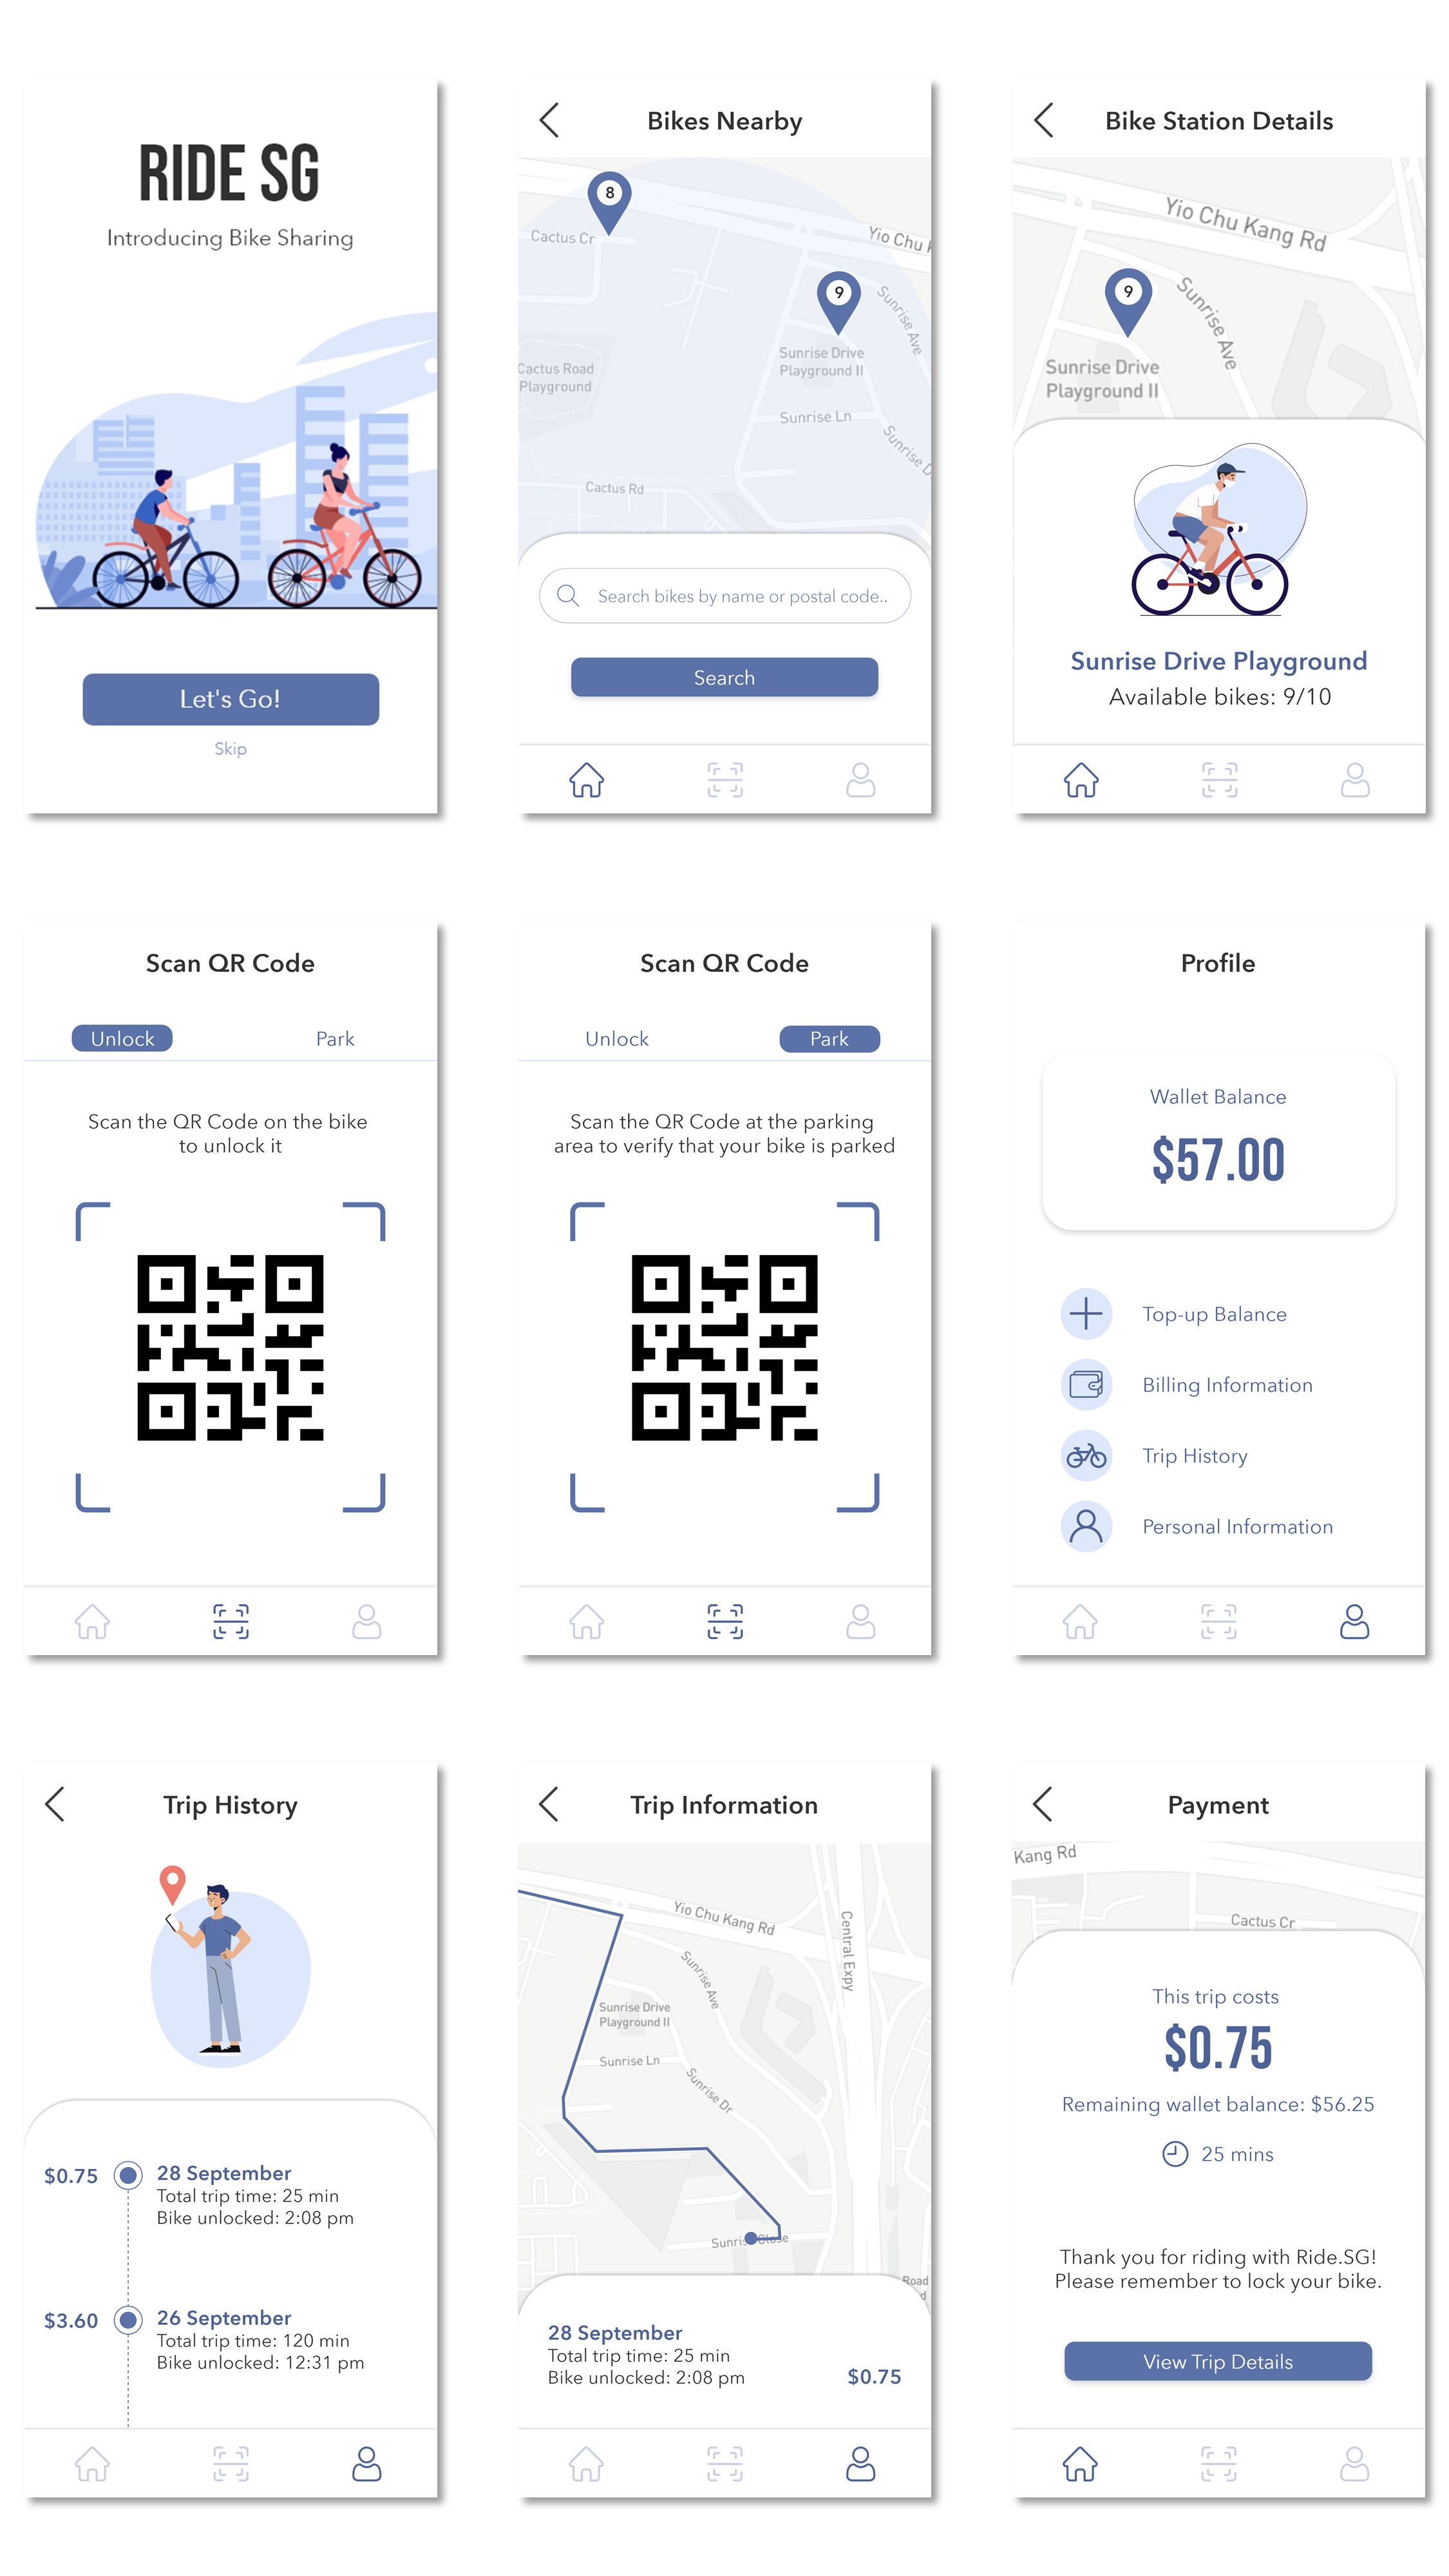 RIDE SG
Introducing Bike Sharing
Let's Go!
Skip
Bikes Nearby
8
Cactus Cr
Yio Chu K
9
Sunrise Ave
Sunrise Drive
Playground II
Cactus Road
Playground
Sunrise Ln
Sunrise D
Cactus Rd
Search bikes by name or postal code..
Search
Bike Station Details
Yio Chu Kang Rd
9
Sunrise Ave
Sunrise Drive
Playground II
Sunrise Drive Playground
Available bikes: 9/10
Scan QR Code
Unlock Park
Scan the QR Code on the bike
to unlock it
Scan QR Code
Unlock Park
Scan the QR Code at the parking
area to verify that your bike is parked
Profile
Wallet Balance
$57.00
Top-up Balance
Billing Information
Trip History
Personal Information
Trip History
$0.75 28 September
Total trip time: 25 min
Bike unlocked: 2:08 pm
$3.60 26 September
Total trip time: 120 min
Bike unlocked: 12:31 pm
Trip Information
Yio Chu Kang Rd
Central Expy
Sunrise Ave
Sunrise Drive
Playground II
Sunrise Ln
Sunrise Dr
Sunrise Close
Road
28 September
Total trip time: 25 min
Bike unlocked: 2:08 pm $0.75
Payment
Kang Rd
Cactus Cr
This trip costs
$0.75
Remaining wallet balance: $56.25
25 mins
Thank you for riding with Ride.SG!
Please remember to lock your bike.
View Trip Details